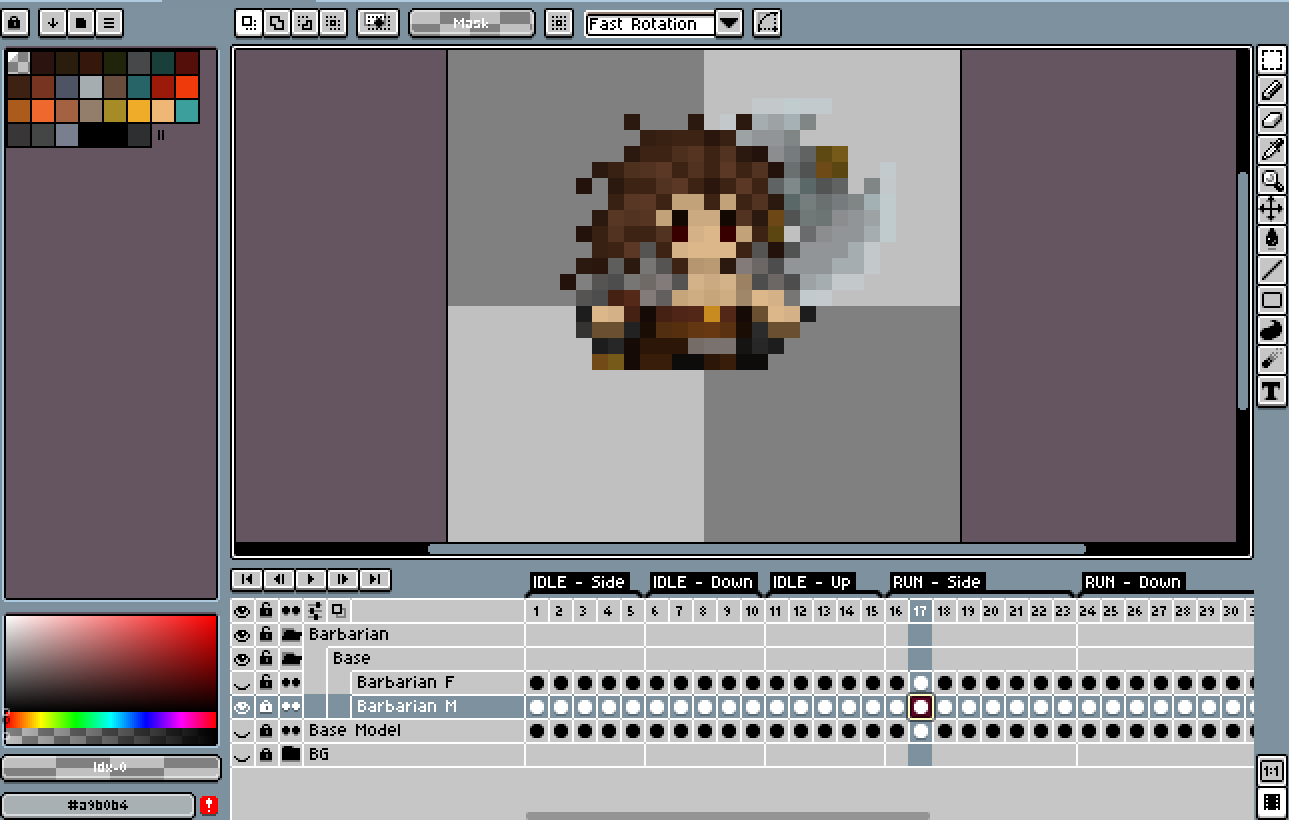 Mask
Fast Rotation
T
IDLE - Side
IDLE - Down
IDLE - Up
RUN - Side
RUN - Down
1 2 3 4 5 6 7 8 9 10 11 12 13 14 15 16 17 18 19 20 21 22 23 24 25 26 27 28 29 30
Barbarian
Base
Barbarian F
Barbarian M
Base Model
BG
Idx-0
1:1
#a9b0b4
!